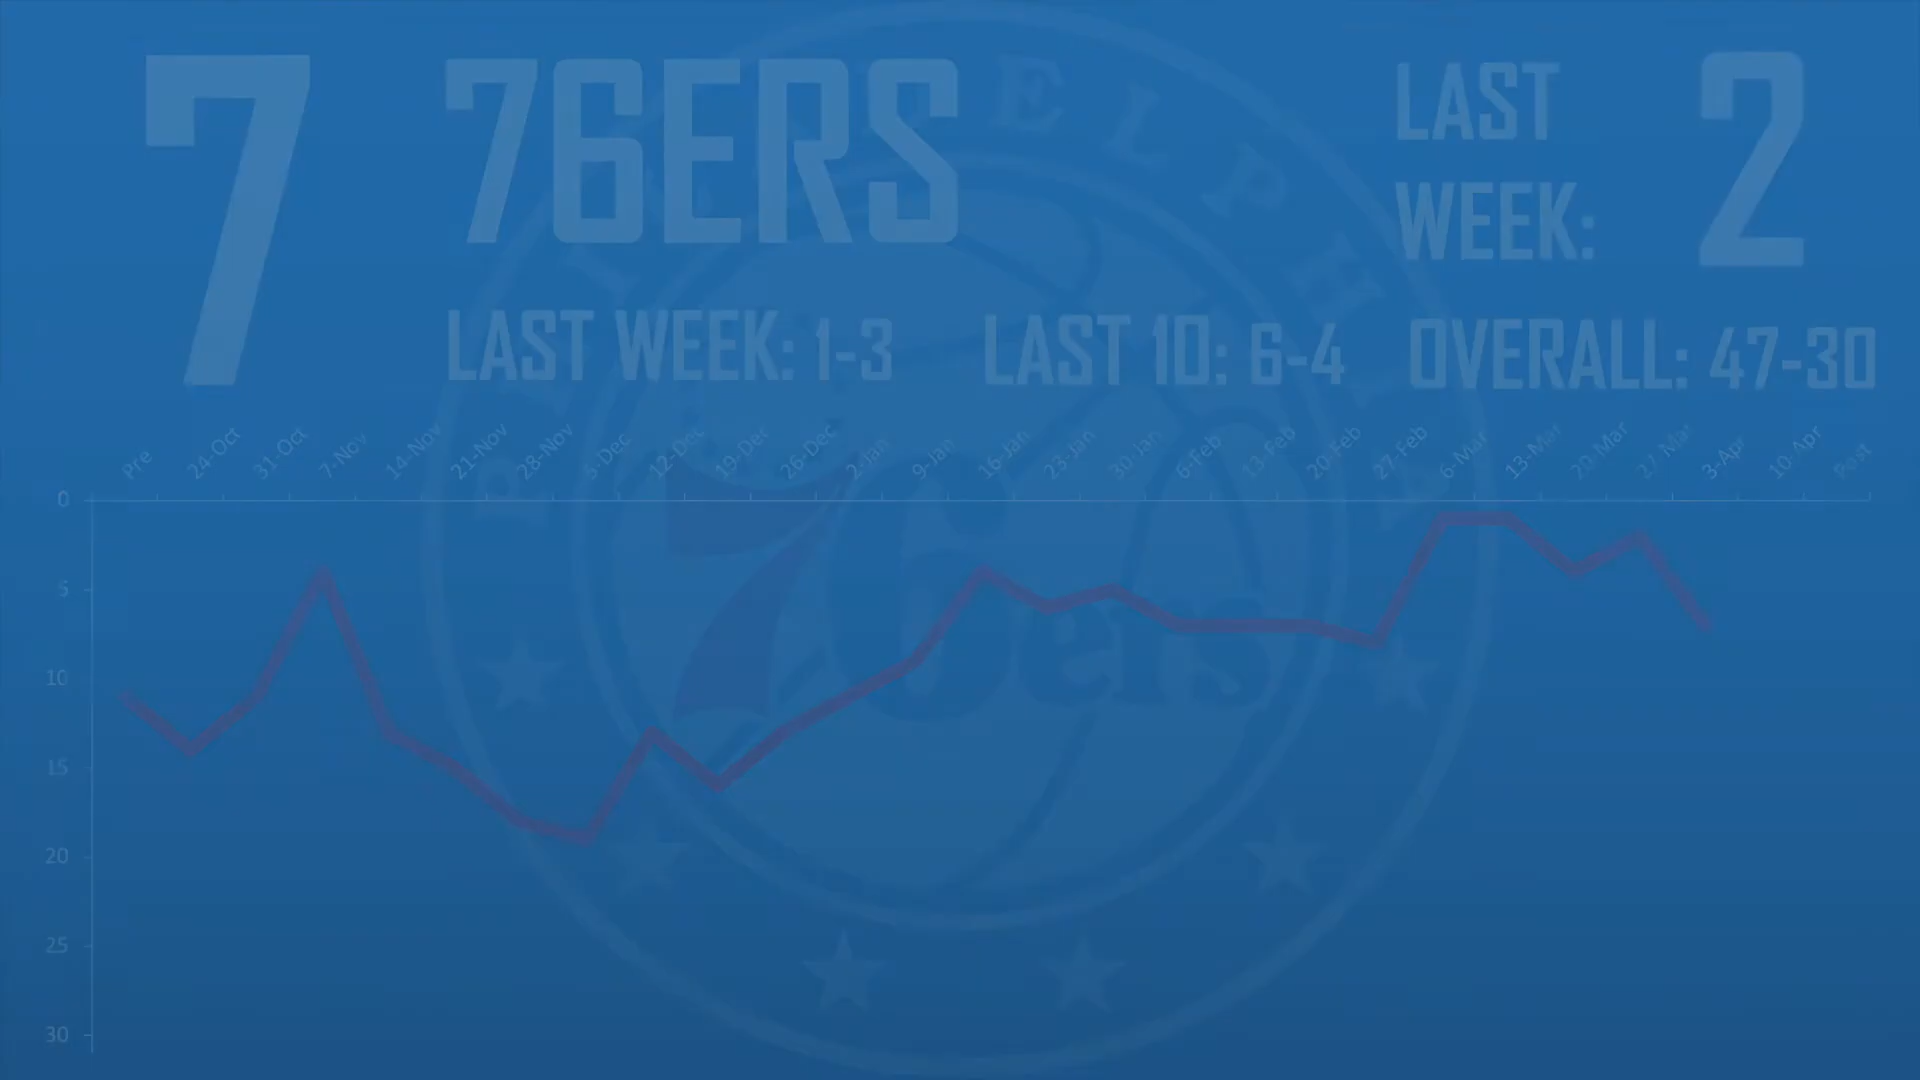 7 76ERS LAST WEEK: 2
LAST WEEK: 1-3 LAST 10: 6-4 OVERALL: 47-30
Pre 24-Oct 31-Oct 7-Nov 14-Nov 21-Nov 28-Nov 5-Dec 12-Dec 19-Dec 26-Dec 2-Jan 9-Jan 16-Jan 23-Jan 30-Jan 6-Feb 13-Feb 20-Feb 27-Feb 6-Mar 13-Mar 20-Mar 27-Mar 3-Apr 10-Apr Post
0
5
10
15
20
25
30
76ers